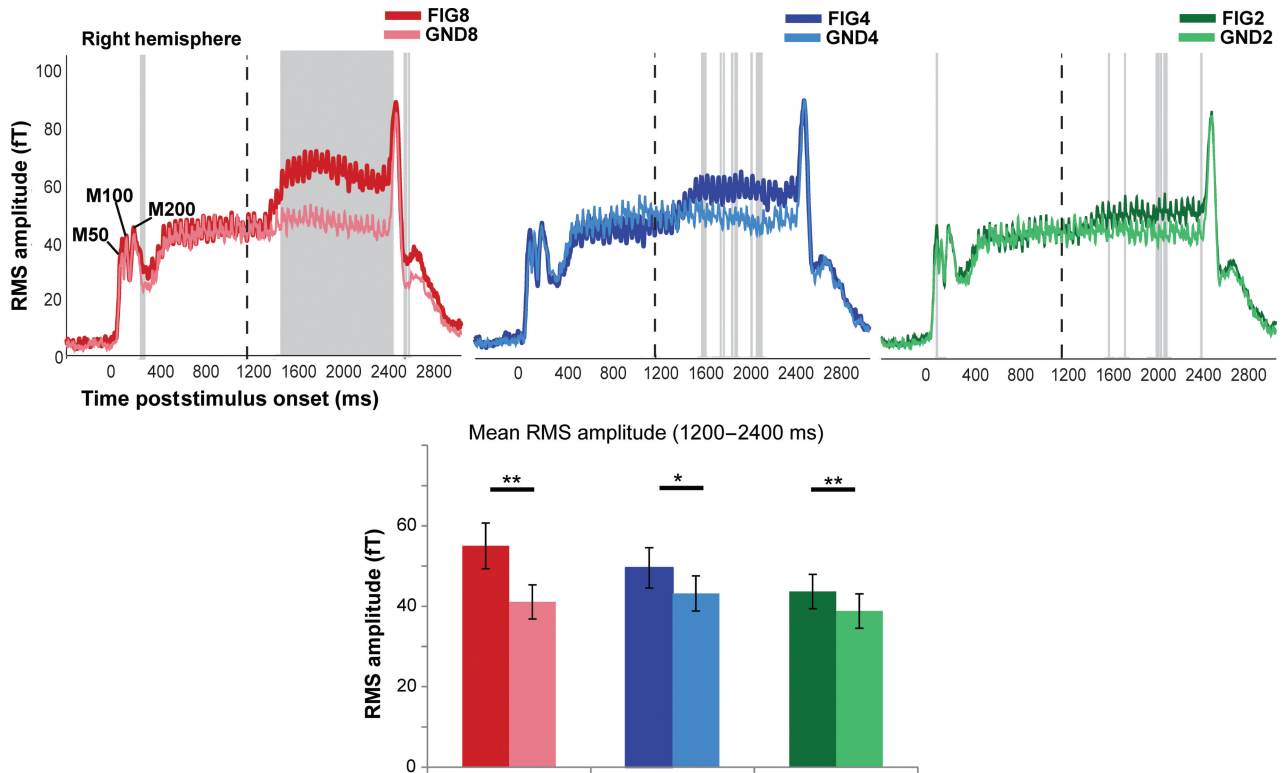 FIG8
GND8
FIG4
GND4
FIG2
GND2
Right hemisphere
RMS amplitude (fT)
100
80
60
40
20
0
M50
M100
M200
0 400 800 1200 1600 2000 2400 2800
0 400 800 1200 1600 2000 2400 2800
0 400 800 1200 1600 2000 2400 2800
Time poststimulus onset (ms)
Mean RMS amplitude (1200–2400 ms)
RMS amplitude (fT)
60
40
20
0
** * **